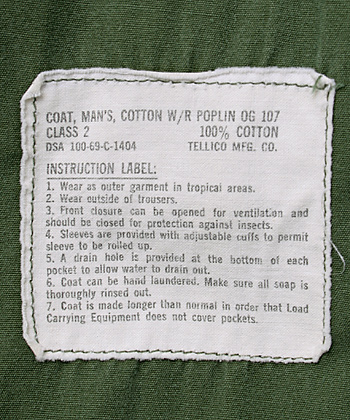 COAT, MAN'S, COTTON W/R POPLIN OG 107
CLASS 2 100% COTTON
DSA 100-69-C-1404 TELLICO MFG. CO.
INSTRUCTION LABEL:
1. Wear as outer garment in tropical areas.
2. Wear outside of trousers.
3. Front closure can be opened for ventilation and
should be closed for protection against insects.
4. Sleeves are provided with adjustable cuffs to permit
sleeve to be rolled up.
5. A drain hole is provided at the bottom of each
pocket to allow water to drain out.
6. Coat can be hand laundered. Make sure all soap is
thoroughly rinsed out.
7. Coat is made longer than normal in order that Load
Carrying Equipment does not cover pockets.